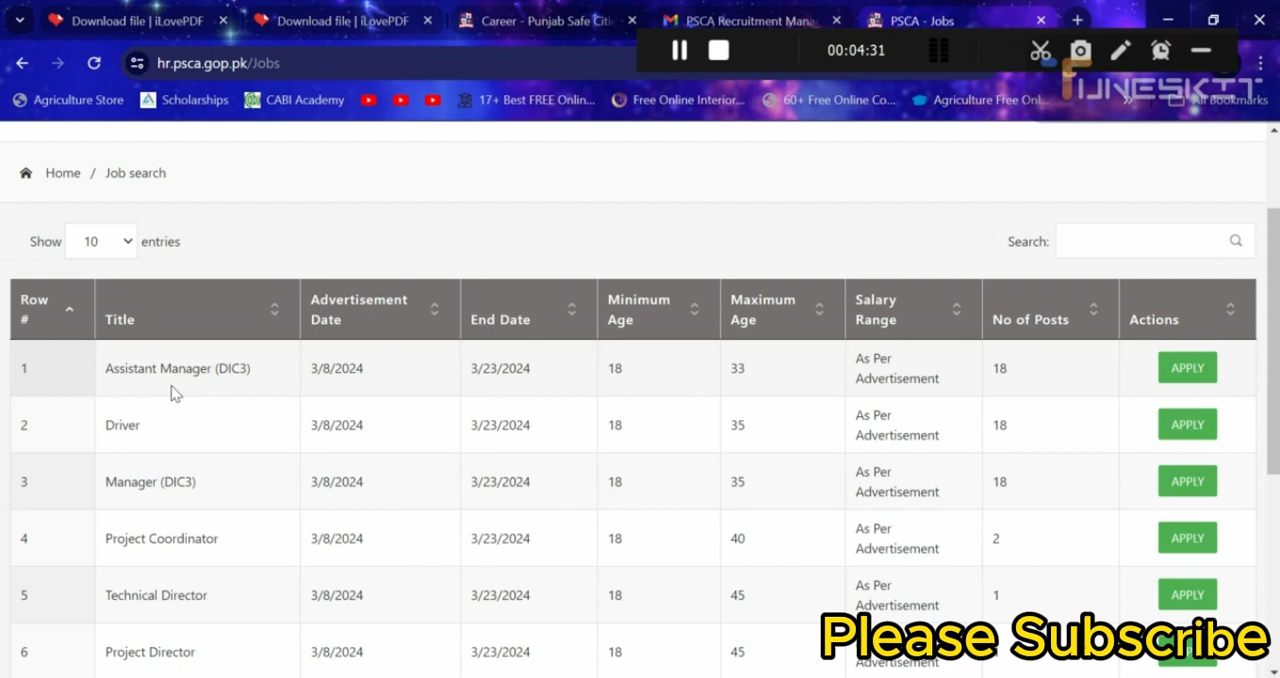 Download file | iLovePDF
Download file | iLovePDF
Career - Punjab Safe Citi
PSCA Recruitment Mana
PSCA - Jobs
hr.psca.gop.pk/Jobs
00:04:31
FUNESKIT
Agriculture Store
Scholarships
CABI Academy
17+ Best FREE Onlin...
Free Online Interior...
60+ Free Online Co...
Agriculture Free Onl...
All Bookmarks
Home / Job search
Show 10 entries
Search:
Row # Title Advertisement Date End Date Minimum Age Maximum Age Salary Range No of Posts Actions
1 Assistant Manager (DIC3) 3/8/2024 3/23/2024 18 33 As Per Advertisement 18 APPLY
2 Driver 3/8/2024 3/23/2024 18 35 As Per Advertisement 18 APPLY
3 Manager (DIC3) 3/8/2024 3/23/2024 18 35 As Per Advertisement 18 APPLY
4 Project Coordinator 3/8/2024 3/23/2024 18 40 As Per Advertisement 2 APPLY
5 Technical Director 3/8/2024 3/23/2024 18 45 As Per Advertisement 1 APPLY
6 Project Director 3/8/2024 3/23/2024 18 45 Advertisement
Please Subscribe